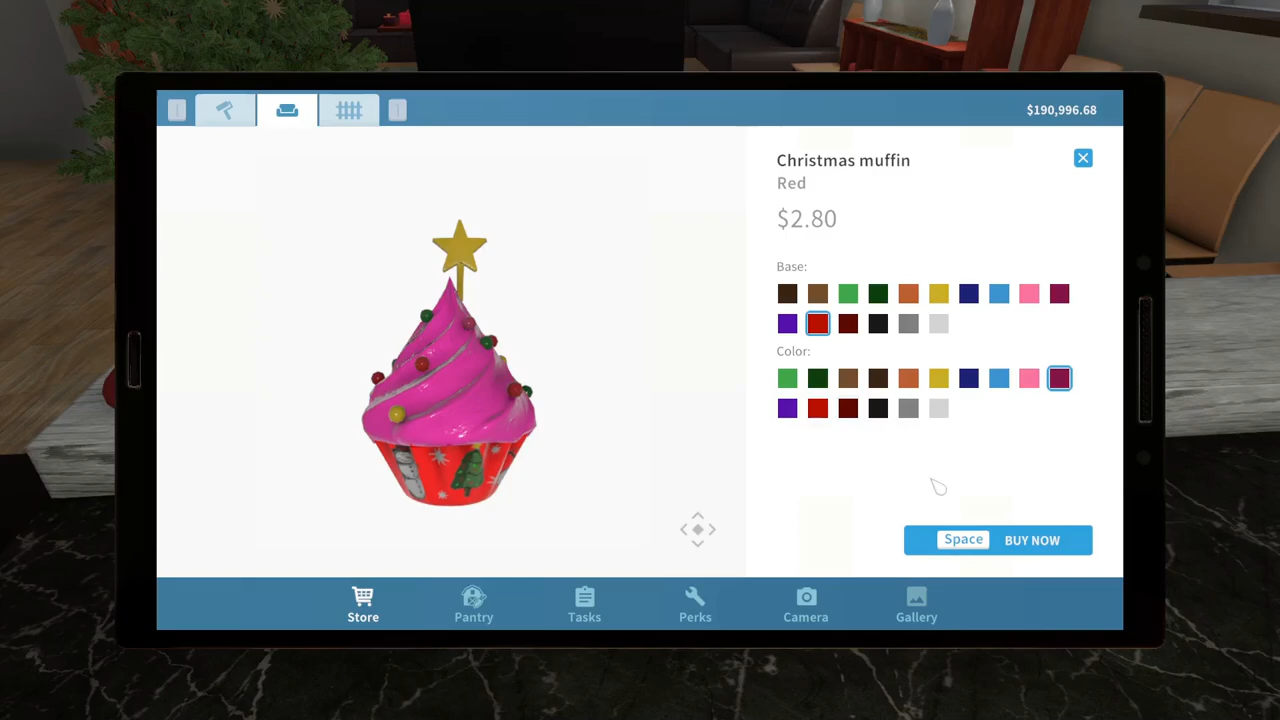 $190,996.68
Christmas muffin
Red
$2.80
Base:
Color:
Space BUY NOW
Store Pantry Tasks Perks Camera Gallery